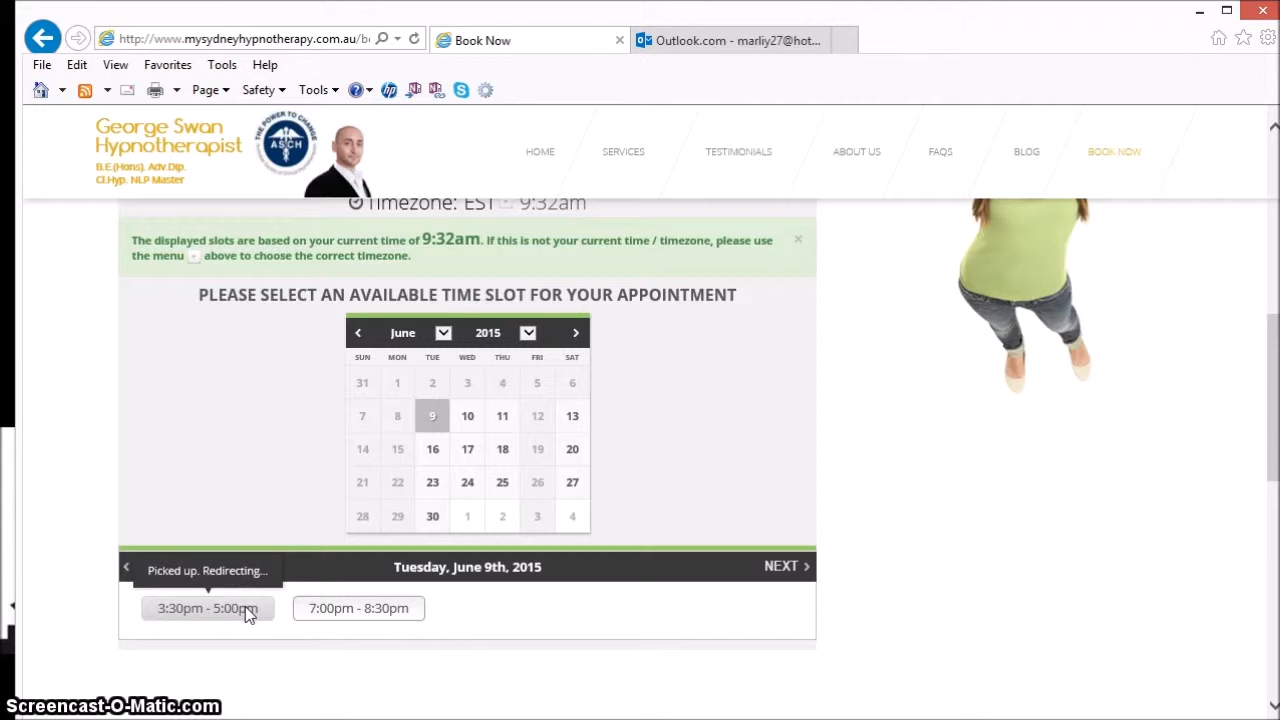 http://www.mysydneyhypnotherapy.com.au/b
Book Now
Outlook.com - marliy27@hot...
File Edit View Favorites Tools Help
Page Safety Tools
George Swan
Hypnotherapist
B.E.(Hons). Adv.Dip.
Cl.Hyp. NLP Master
THE POWER TO CHANGE
ASCH
HOME SERVICES TESTIMONIALS ABOUT US FAQS BLOG BOOK NOW
Timezone: EST 9:32am
The displayed slots are based on your current time of 9:32am. If this is not your current time / timezone, please use
the menu above to choose the correct timezone.
PLEASE SELECT AN AVAILABLE TIME SLOT FOR YOUR APPOINTMENT
June 2015
SUN MON TUE WED THU FRI SAT
31 1 2 3 4 5 6
7 8 9 10 11 12 13
14 15 16 17 18 19 20
21 22 23 24 25 26 27
28 29 30 1 2 3 4
Picked up. Redirecting...
Tuesday, June 9th, 2015
NEXT
3:30pm - 5:00pm 7:00pm - 8:30pm
Screencast-O-Matic.com